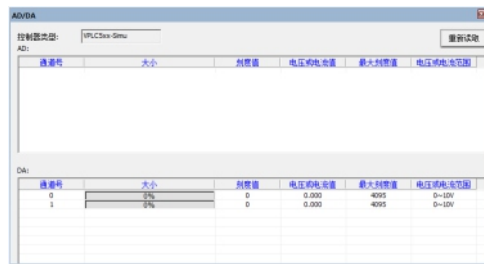 AD/DA
控制器类型: VPLC5xx-Simu 重新读取
AD:
通道号 大小 刻度值 电压或电流值 最大刻度值 电压或电流范围
DA:
通道号 大小 刻度值 电压或电流值 最大刻度值 电压或电流范围
0 0% 0 0.000 4095 0~10V
1 0% 0 0.000 4095 0~10V